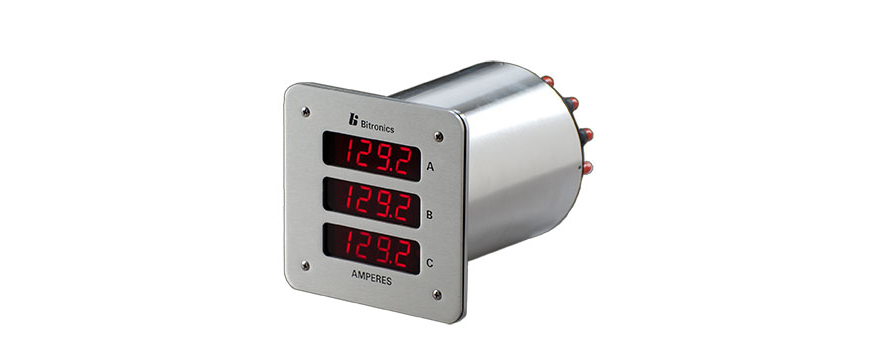 Bitronics
129.2 A
129.2 B
129.2 C
AMPERES